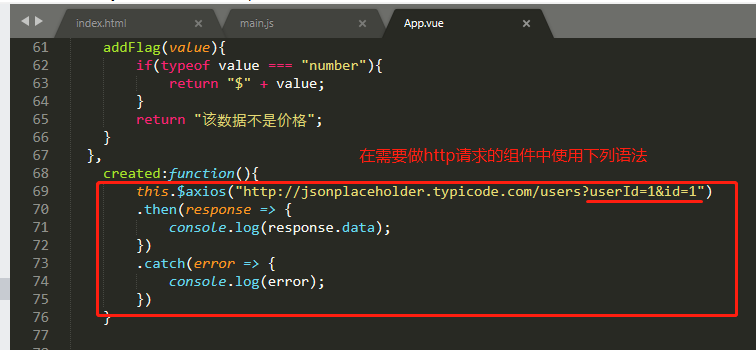 index.html × main.js × App.vue ×
61 addFlag(value){
62 if(typeof value === "number"){
63 return "$" + value;
64 }
65 return "该数据不是价格";
66 }
67 },
在需要做http请求的组件中使用下列语法
68 created:function(){
69 this.$axios("http://jsonplaceholder.typicode.com/users?userId=1&id=1")
70 .then(response => {
71 console.log(response.data);
72 })
73 .catch(error => {
74 console.log(error);
75 })
76 }
77